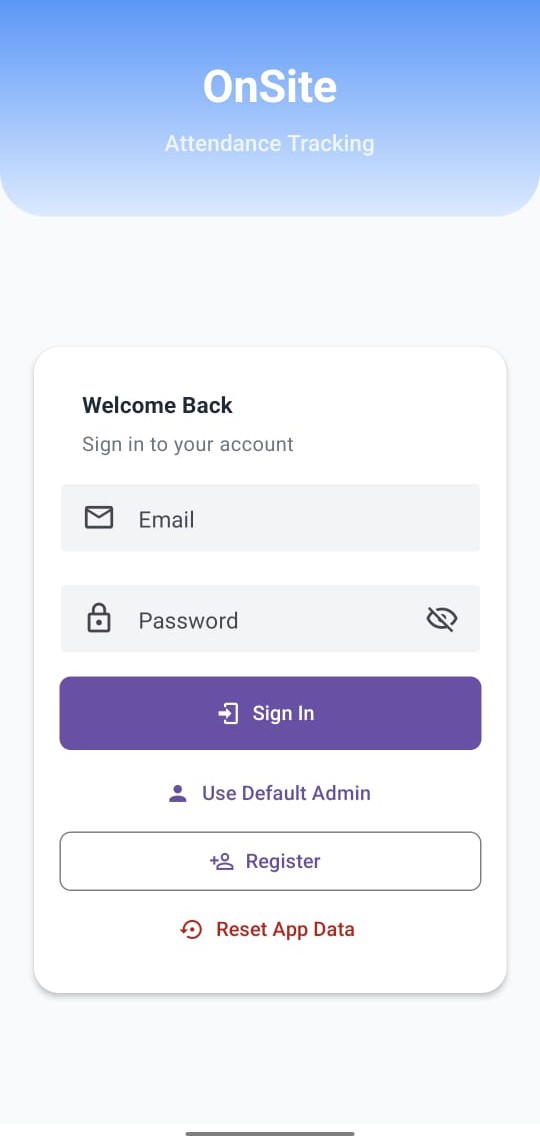 OnSite
Attendance Tracking
Welcome Back
Sign in to your account
Email
Password
Sign In
Use Default Admin
Register
Reset App Data